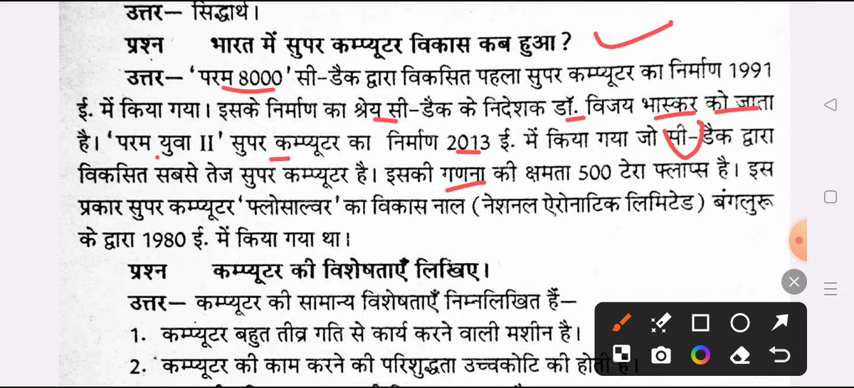 उत्तर— सिद्धार्थ।
प्रश्न भारत में सुपर कम्प्यूटर विकास कब हुआ?
उत्तर—‘परम 8000’ सी-डैक द्वारा विकसित पहला सुपर कम्प्यूटर का निर्माण 1991
ई. में किया गया। इसके निर्माण का श्रेय सी-डैक के निदेशक डॉ. विजय भास्कर को जाता
है। ‘परम युवा II’ सुपर कम्प्यूटर का निर्माण 2013 ई. में किया गया जो सी-डैक द्वारा
विकसित सबसे तेज सुपर कम्प्यूटर है। इसकी गणना की क्षमता 500 टेरा फ्लाप्स है। इस
प्रकार सुपर कम्प्यूटर ‘फ्लोसाल्वर’ का विकास नाल (नेशनल ऐरोनाटिक लिमिटेड) बंगलुरू
के द्वारा 1980 ई. में किया गया था।
प्रश्न कम्प्यूटर की विशेषताएँ लिखिए।
उत्तर— कम्प्यूटर की सामान्य विशेषताएँ निम्नलिखित हैं—
1. कम्प्यूटर बहुत तीव्र गति से कार्य करने वाली मशीन है।
2. कम्प्यूटर की काम करने की परिशुद्धता उच्चकोटि की होती है।